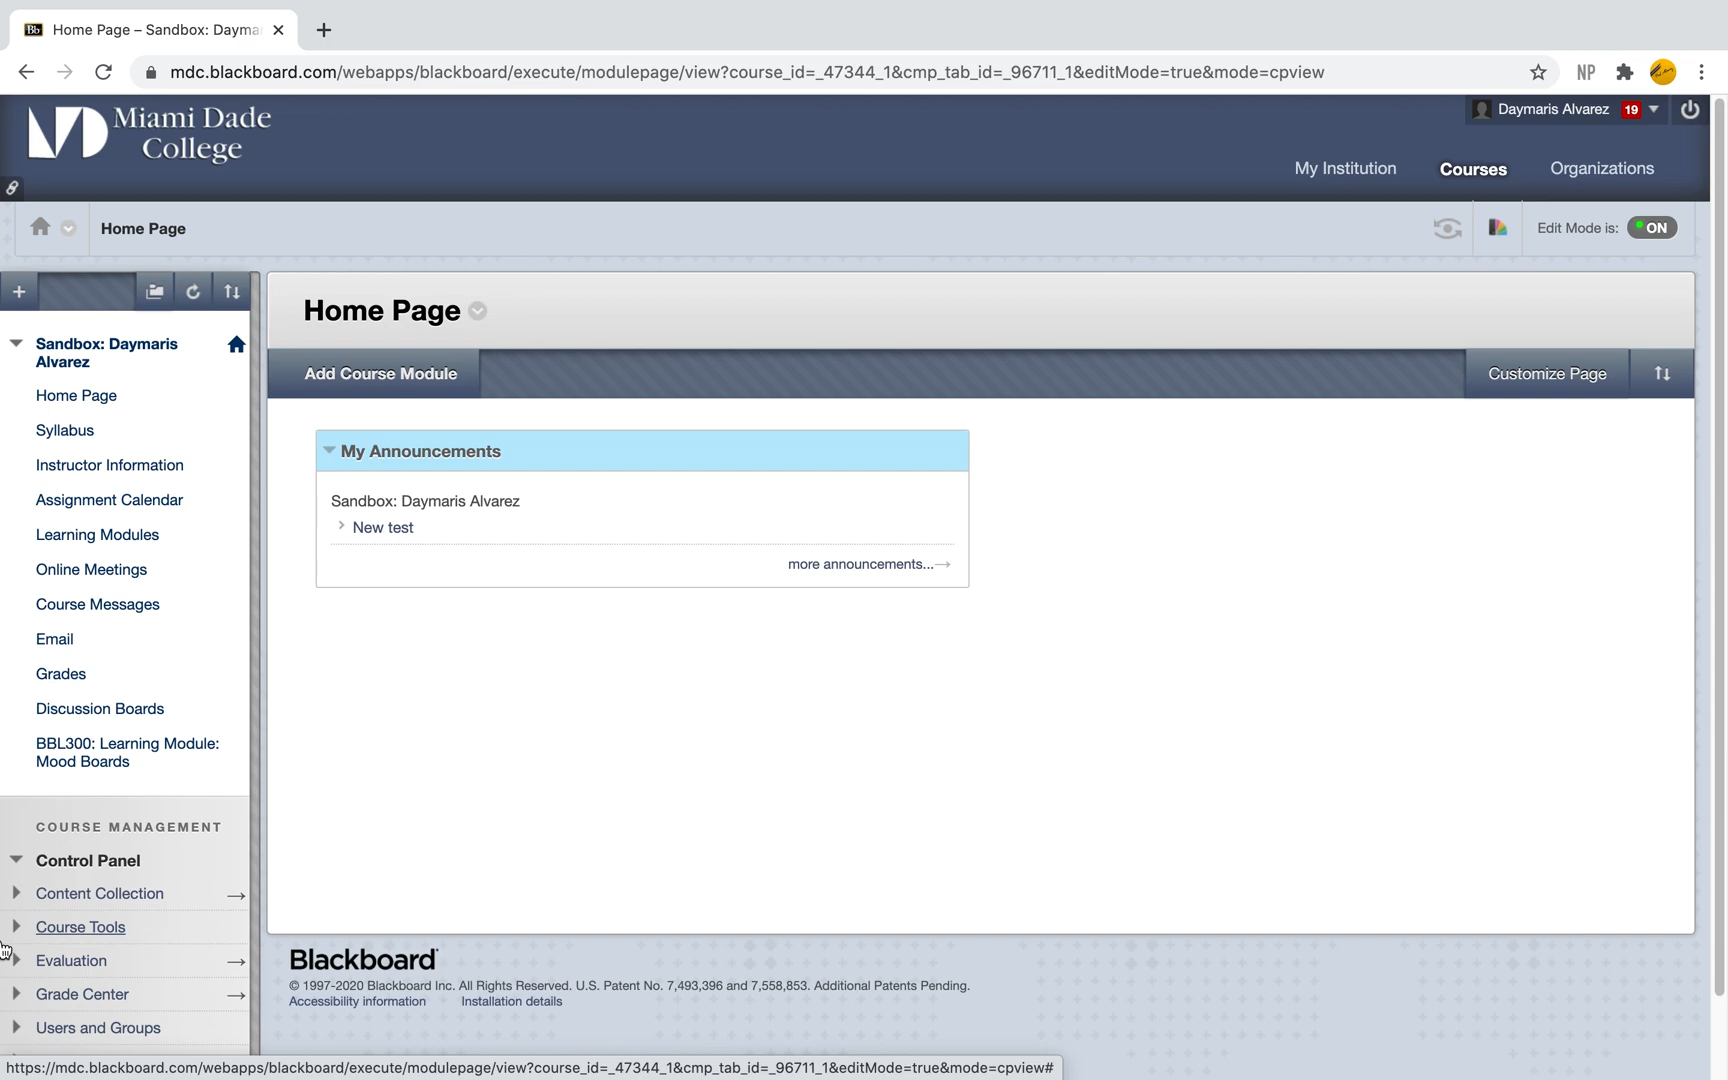 Home Page – Sandbox: Dayma
mdc.blackboard.com/webapps/blackboard/execute/modulepage/view?course_id=_47344_1&cmp_tab_id=_96711_1&editMode=true&mode=cpview
NP
Miami Dade
College
Daymaris Alvarez 19
My Institution Courses Organizations
Home Page
Edit Mode is: ON
Home Page
Add Course Module
Customize Page
Sandbox: Daymaris
Alvarez
Home Page
Syllabus
Instructor Information
Assignment Calendar
Learning Modules
Online Meetings
Course Messages
Email
Grades
Discussion Boards
BBL300: Learning Module:
Mood Boards
My Announcements
Sandbox: Daymaris Alvarez
New test
more announcements...→
COURSE MANAGEMENT
Control Panel
Content Collection →
Course Tools
Evaluation →
Grade Center →
Users and Groups
Blackboard
© 1997-2020 Blackboard Inc. All Rights Reserved. U.S. Patent No. 7,493,396 and 7,558,853. Additional Patents Pending.
Accessibility information Installation details
https://mdc.blackboard.com/webapps/blackboard/execute/modulepage/view?course_id=_47344_1&cmp_tab_id=_96711_1&editMode=true&mode=cpview#